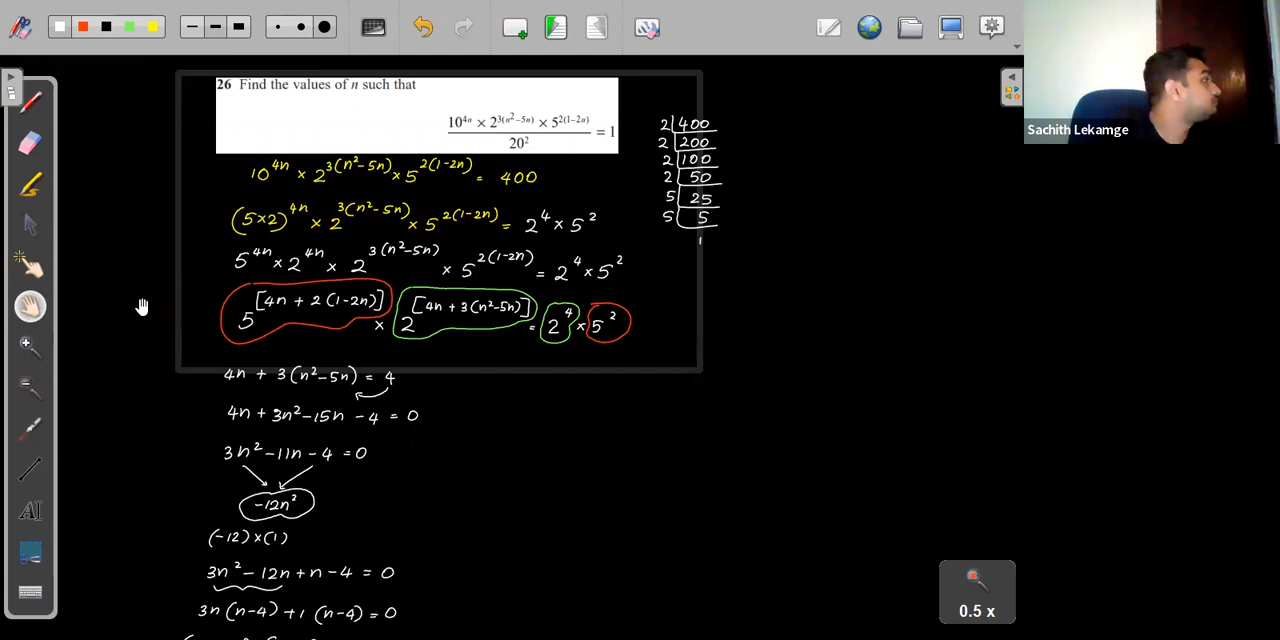 26 Find the values of n such that
10^{4n} × 2^{3(n²−5n)} × 5^{2(1−2n)} / 20² = 1
10^{4n} × 2^{3(n²−5n)} × 5^{2(1−2n)} = 400
(5×2)^{4n} × 2^{3(n²−5n)} × 5^{2(1−2n)} = 2⁴ × 5²
5^{4n} × 2^{4n} × 2^{3(n²−5n)} × 5^{2(1−2n)} = 2⁴ × 5²
5^{[4n + 2(1−2n)]} × 2^{[4n + 3(n²−5n)]} = 2⁴ × 5²
4n + 3(n²−5n) = 4
4n + 3n²−15n − 4 = 0
3n² − 11n − 4 = 0
−12n²
(−12) × (1)
3n² − 12n + n − 4 = 0
3n(n−4) + 1(n−4) = 0
2 400
2 200
2 100
2 50
5 25
5 5
1
Sachith Lekamge
AI
0.5 x